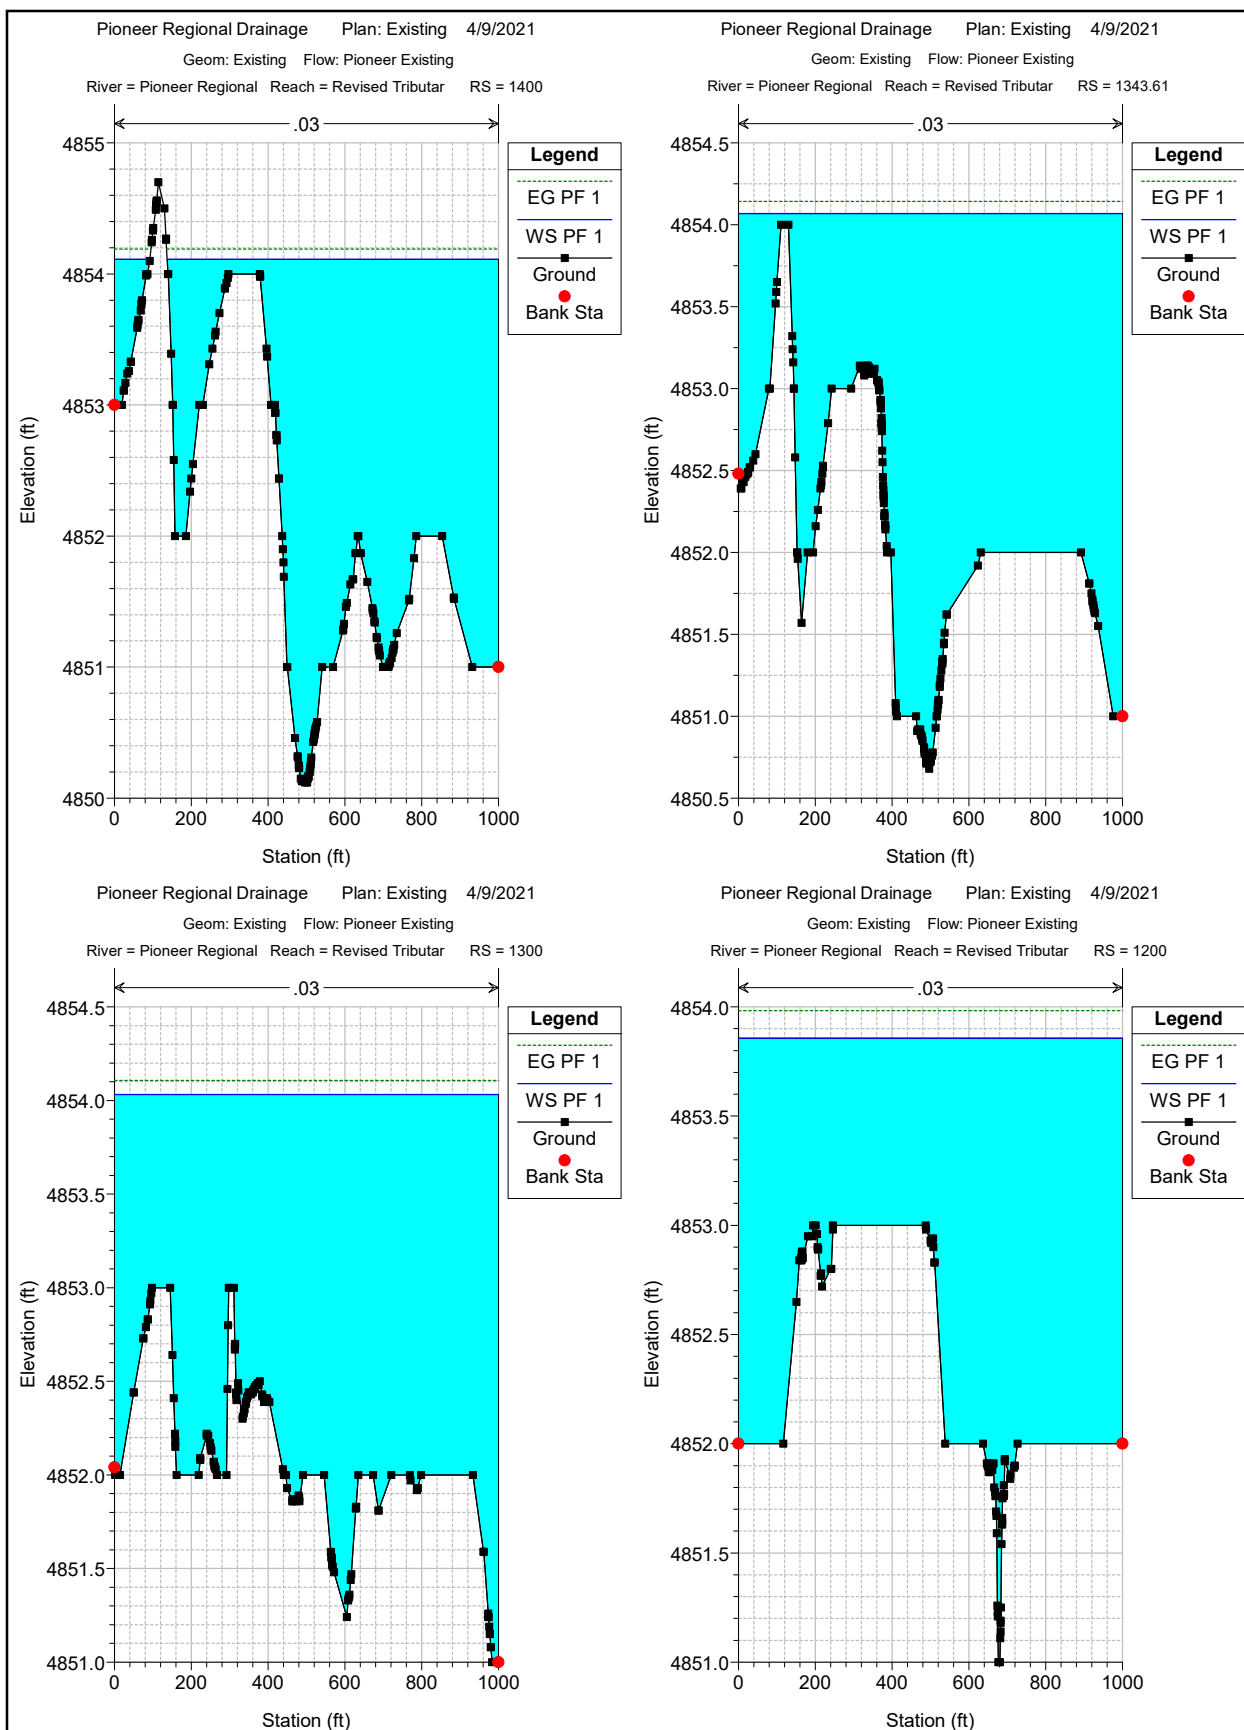 Pioneer Regional Drainage Plan: Existing 4/9/2021
Geom: Existing Flow: Pioneer Existing
River = Pioneer Regional Reach = Revised Tributar RS = 1400
.03
4855
4854
4853
4852
4851
4850
0 200 400 600 800 1000
Station (ft)
Elevation (ft)
Legend
EG PF 1
WS PF 1
Ground
Bank Sta
Pioneer Regional Drainage Plan: Existing 4/9/2021
Geom: Existing Flow: Pioneer Existing
River = Pioneer Regional Reach = Revised Tributar RS = 1343.61
.03
4854.5
4854.0
4853.5
4853.0
4852.5
4852.0
4851.5
4851.0
4850.5
0 200 400 600 800 1000
Station (ft)
Elevation (ft)
Legend
EG PF 1
WS PF 1
Ground
Bank Sta
Pioneer Regional Drainage Plan: Existing 4/9/2021
Geom: Existing Flow: Pioneer Existing
River = Pioneer Regional Reach = Revised Tributar RS = 1300
.03
4854.5
4854.0
4853.5
4853.0
4852.5
4852.0
4851.5
4851.0
0 200 400 600 800 1000
Station (ft)
Elevation (ft)
Legend
EG PF 1
WS PF 1
Ground
Bank Sta
Pioneer Regional Drainage Plan: Existing 4/9/2021
Geom: Existing Flow: Pioneer Existing
River = Pioneer Regional Reach = Revised Tributar RS = 1200
.03
4854.0
4853.5
4853.0
4852.5
4852.0
4851.5
4851.0
0 200 400 600 800 1000
Station (ft)
Elevation (ft)
Legend
EG PF 1
WS PF 1
Ground
Bank Sta